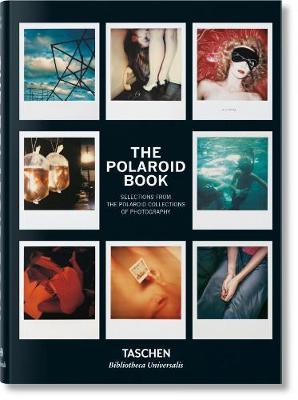 THE
POLAROID
BOOK
SELECTIONS FROM
THE POLAROID COLLECTIONS
OF PHOTOGRAPHY
TASCHEN
Bibliotheca Universalis